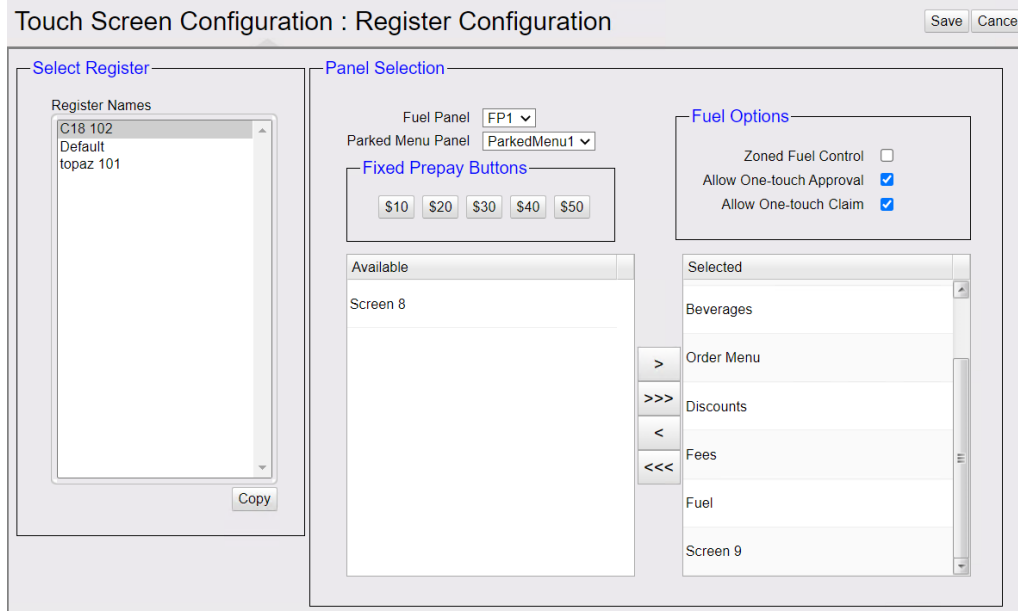 Touch Screen Configuration : Register Configuration
Save
Cance
Select Register
Register Names
C18 102
Default
topaz 101
Copy
Panel Selection
Fuel Panel FP1
Parked Menu Panel ParkedMenu1
Fixed Prepay Buttons
$10 $20 $30 $40 $50
Fuel Options
Zoned Fuel Control
Allow One-touch Approval
Allow One-touch Claim
Available
Screen 8
>
>>>
<
<<<
Selected
Beverages
Order Menu
Discounts
Fees
Fuel
Screen 9